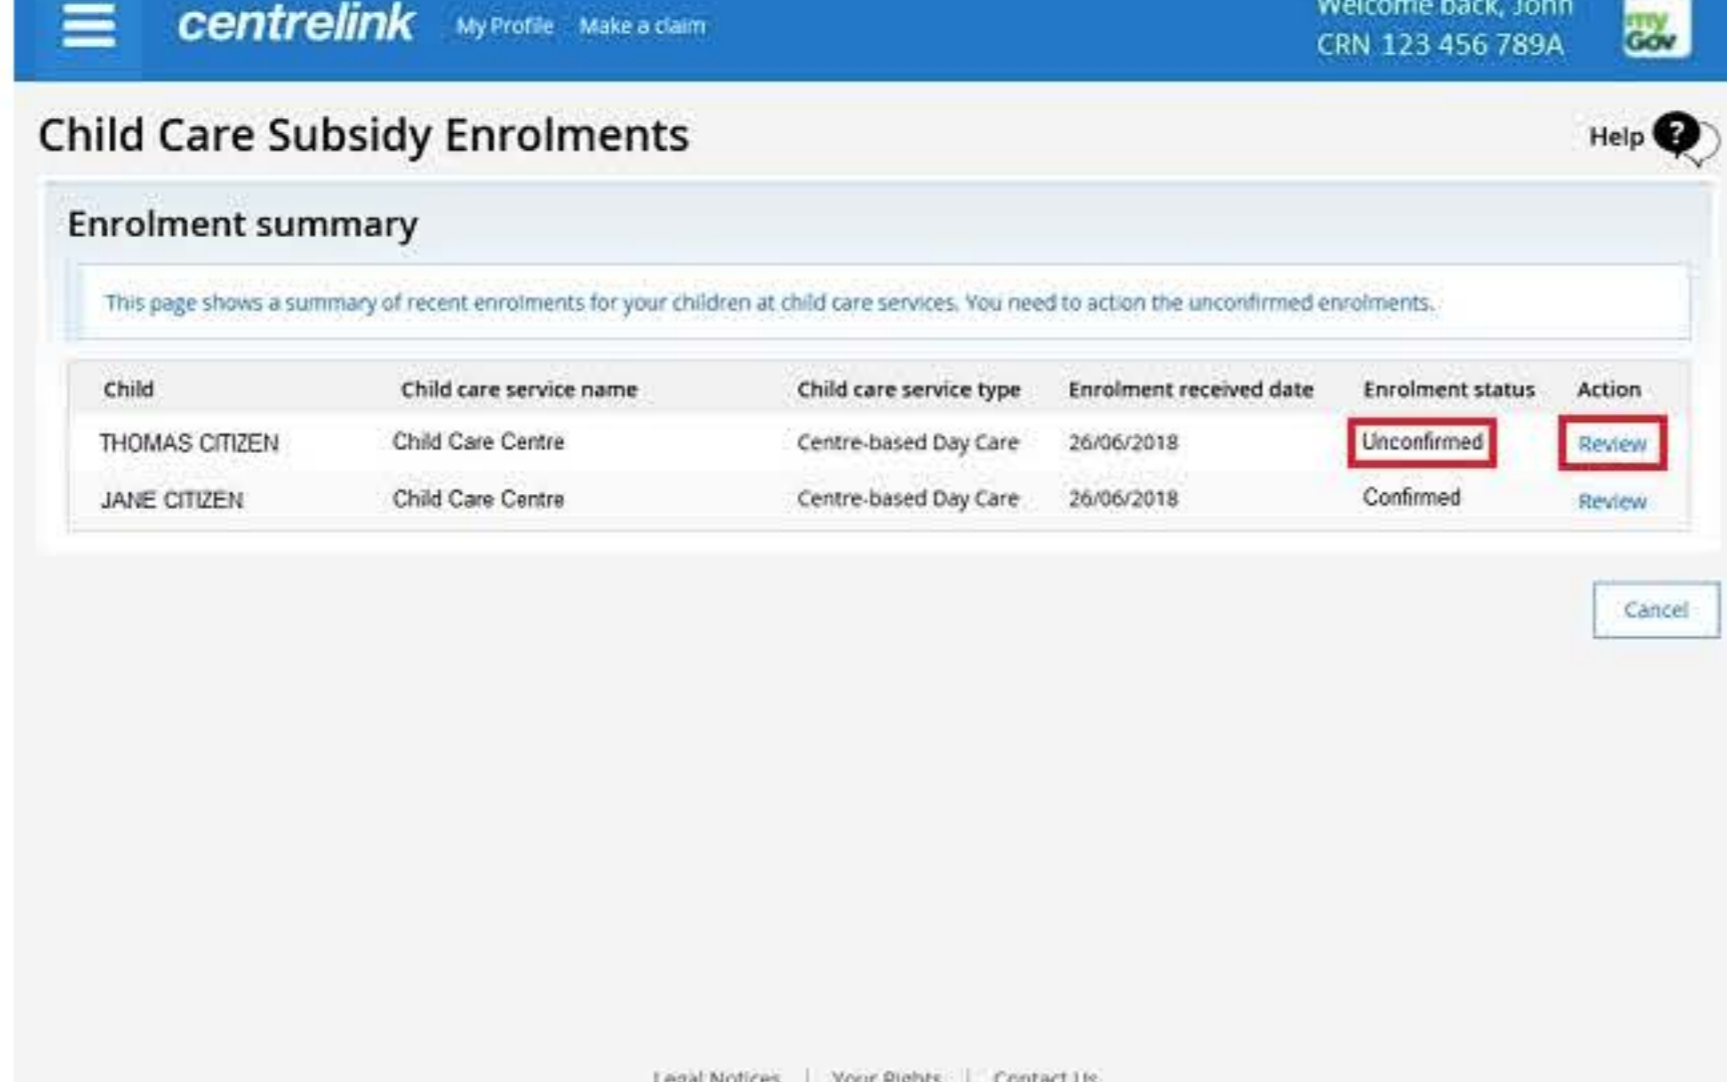 centrelink My Profile Make a claim
Welcome back, John
CRN 123 456 789A
my
Gov
Child Care Subsidy Enrolments
Help ?
Enrolment summary
This page shows a summary of recent enrolments for your children at child care services. You need to action the unconfirmed enrolments.
Child Child care service name Child care service type Enrolment received date Enrolment status Action
THOMAS CITIZEN Child Care Centre Centre-based Day Care 26/06/2018 Unconfirmed Review
JANE CITIZEN Child Care Centre Centre-based Day Care 26/06/2018 Confirmed Review
Cancel
Legal Notices | Your Rights | Contact Us